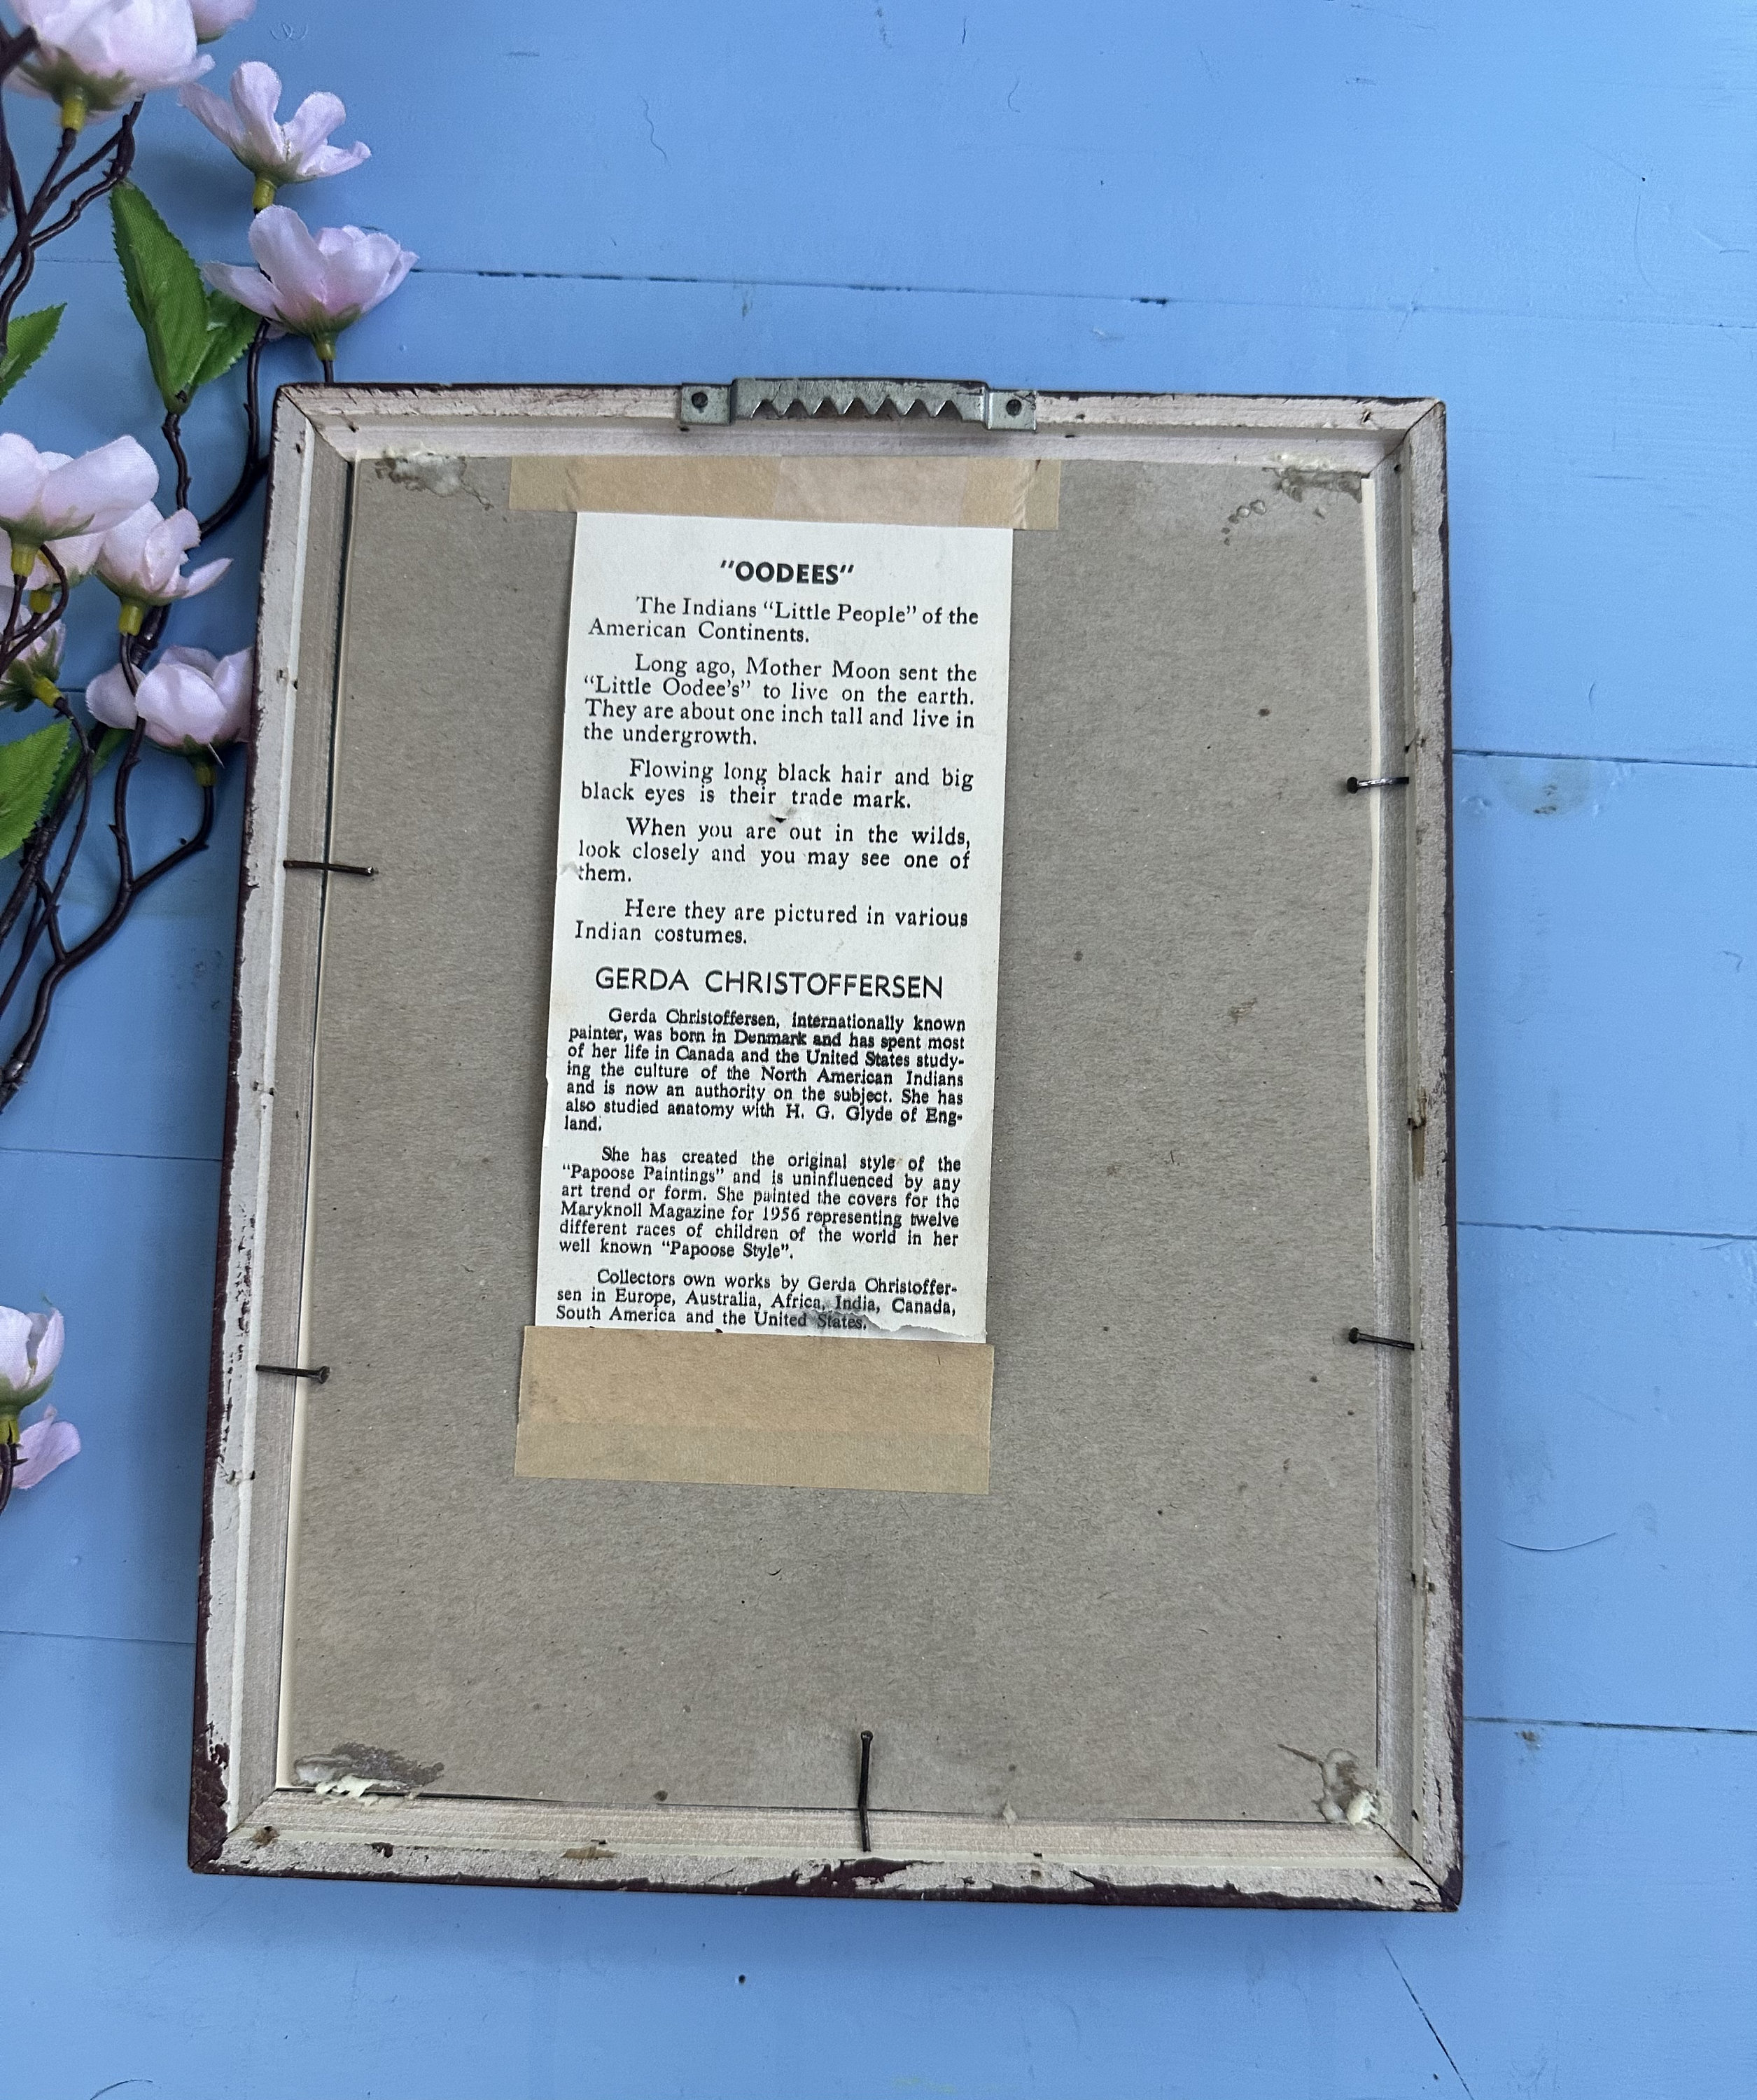 "OODEES"
The Indians "Little People" of the
American Continents.
Long ago, Mother Moon sent the
"Little Oodee's" to live on the earth.
They are about one inch tall and live in
the undergrowth.
Flowing long black hair and big
black eyes is their trade mark.
When you are out in the wilds,
look closely and you may see one of
them.
Here they are pictured in various
Indian costumes.
GERDA CHRISTOFFERSEN
Gerda Christoffersen, internationally known
painter, was born in Denmark and has spent most
of her life in Canada and the United States study-
ing the culture of the North American Indians
and is now an authority on the subject. She has
also studied anatomy with H. G. Glyde of Eng-
land.
She has created the original style of the
"Papoose Paintings" and is uninfluenced by any
art trend or form. She painted the covers for the
Maryknoll Magazine for 1956 representing twelve
different races of children of the world in her
well known "Papoose Style".
Collectors own works by Gerda Christoffer-
sen in Europe, Australia, Africa, India, Canada,
South America and the United States.